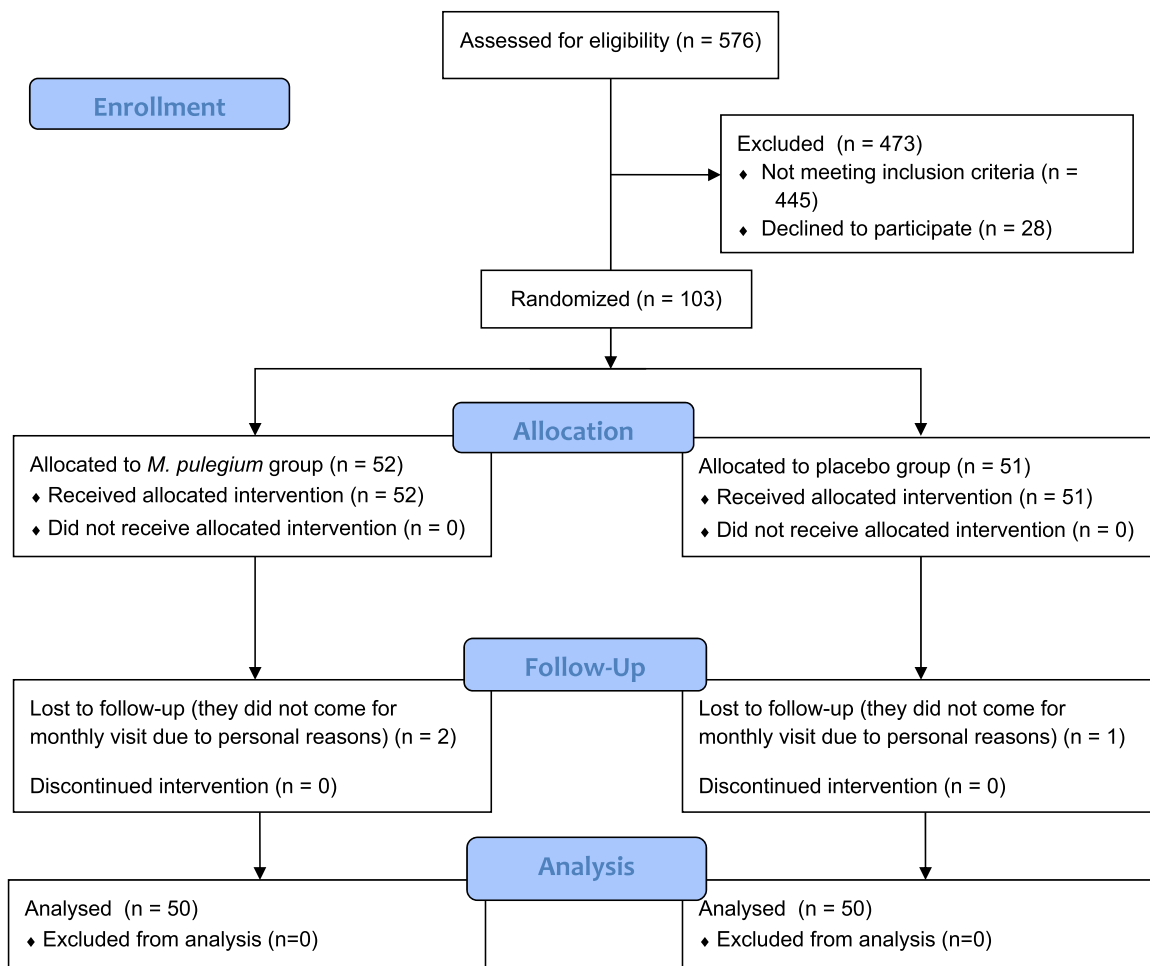 Assessed for eligibility (n = 576)
Enrollment
Excluded (n = 473)
♦ Not meeting inclusion criteria (n =
445)
♦ Declined to participate (n = 28)
Randomized (n = 103)
Allocation
Allocated to M. pulegium group (n = 52)
♦ Received allocated intervention (n = 52)
♦ Did not receive allocated intervention (n = 0)
Allocated to placebo group (n = 51)
♦ Received allocated intervention (n = 51)
♦ Did not receive allocated intervention (n = 0)
Follow-Up
Lost to follow-up (they did not come for
monthly visit due to personal reasons) (n = 2)
Discontinued intervention (n = 0)
Lost to follow-up (they did not come for
monthly visit due to personal reasons) (n = 1)
Discontinued intervention (n = 0)
Analysis
Analysed (n = 50)
♦ Excluded from analysis (n=0)
Analysed (n = 50)
♦ Excluded from analysis (n=0)